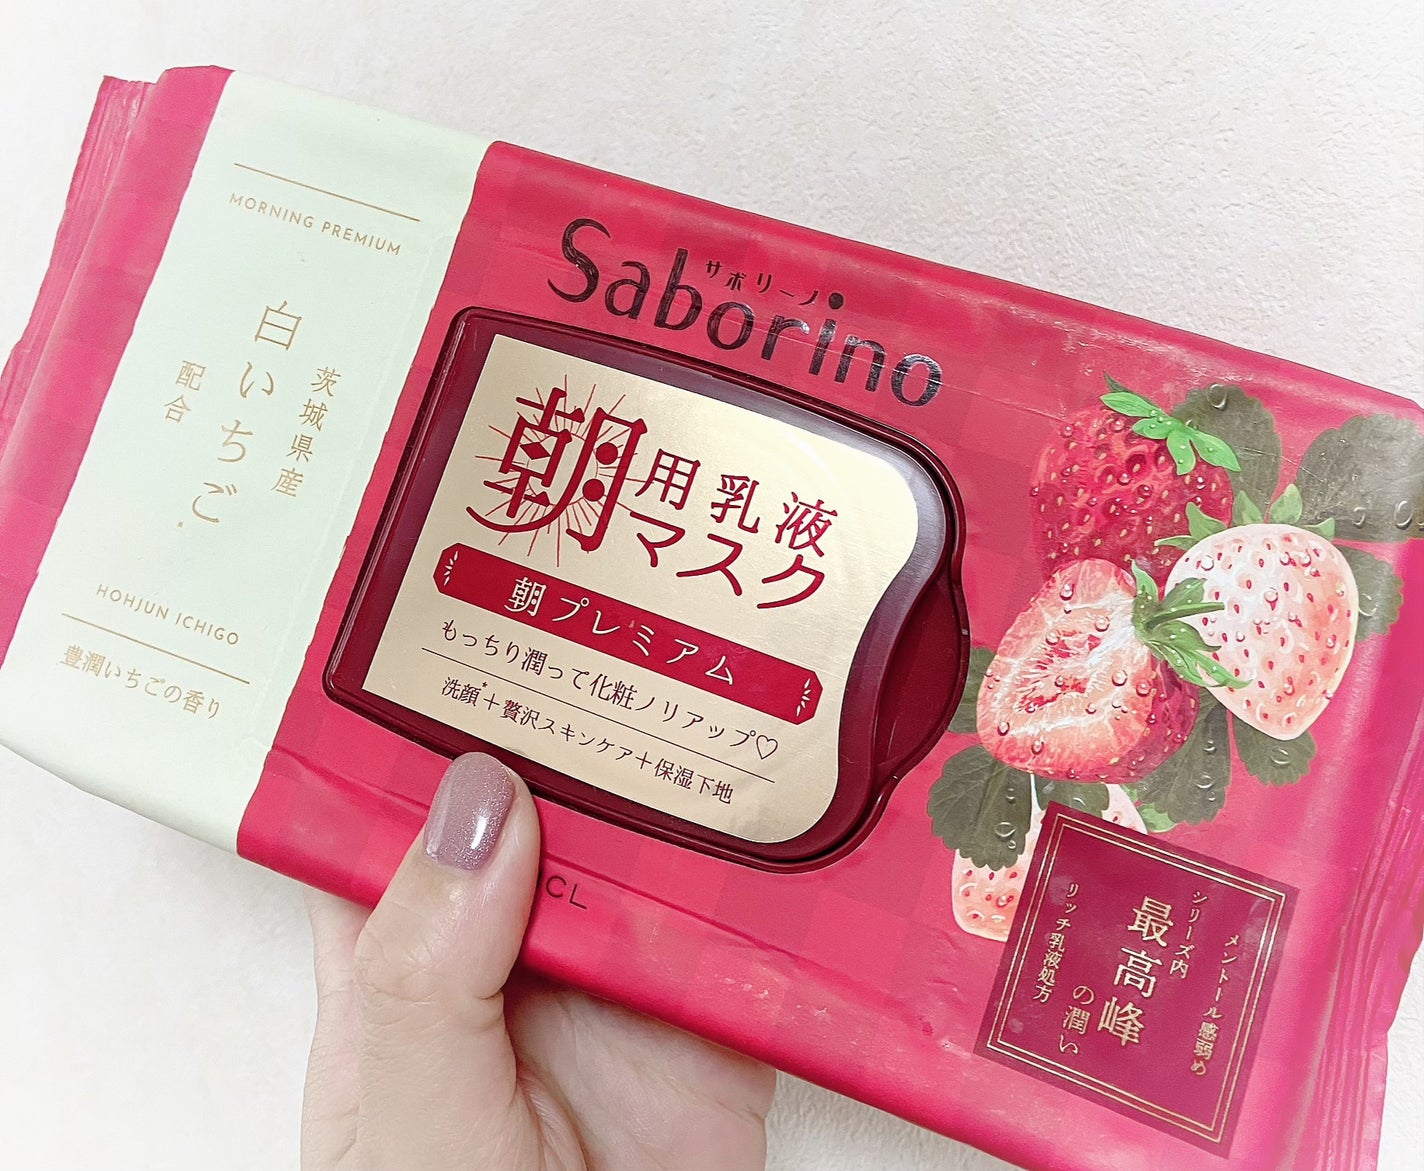 MORNING PREMIUM
茨城県産
白いちご
配合
HOHJUN ICHIGO
豊潤いちごの香り
サボリーノ
Saborino
朝用乳液
マスク
朝プレミアム
もっちり潤って化粧ノリアップ♡
洗顔*+贅沢スキンケア+保湿下地
CL
メントール感弱め
シリーズ内
最高峰
の潤い
リッチ乳液処方